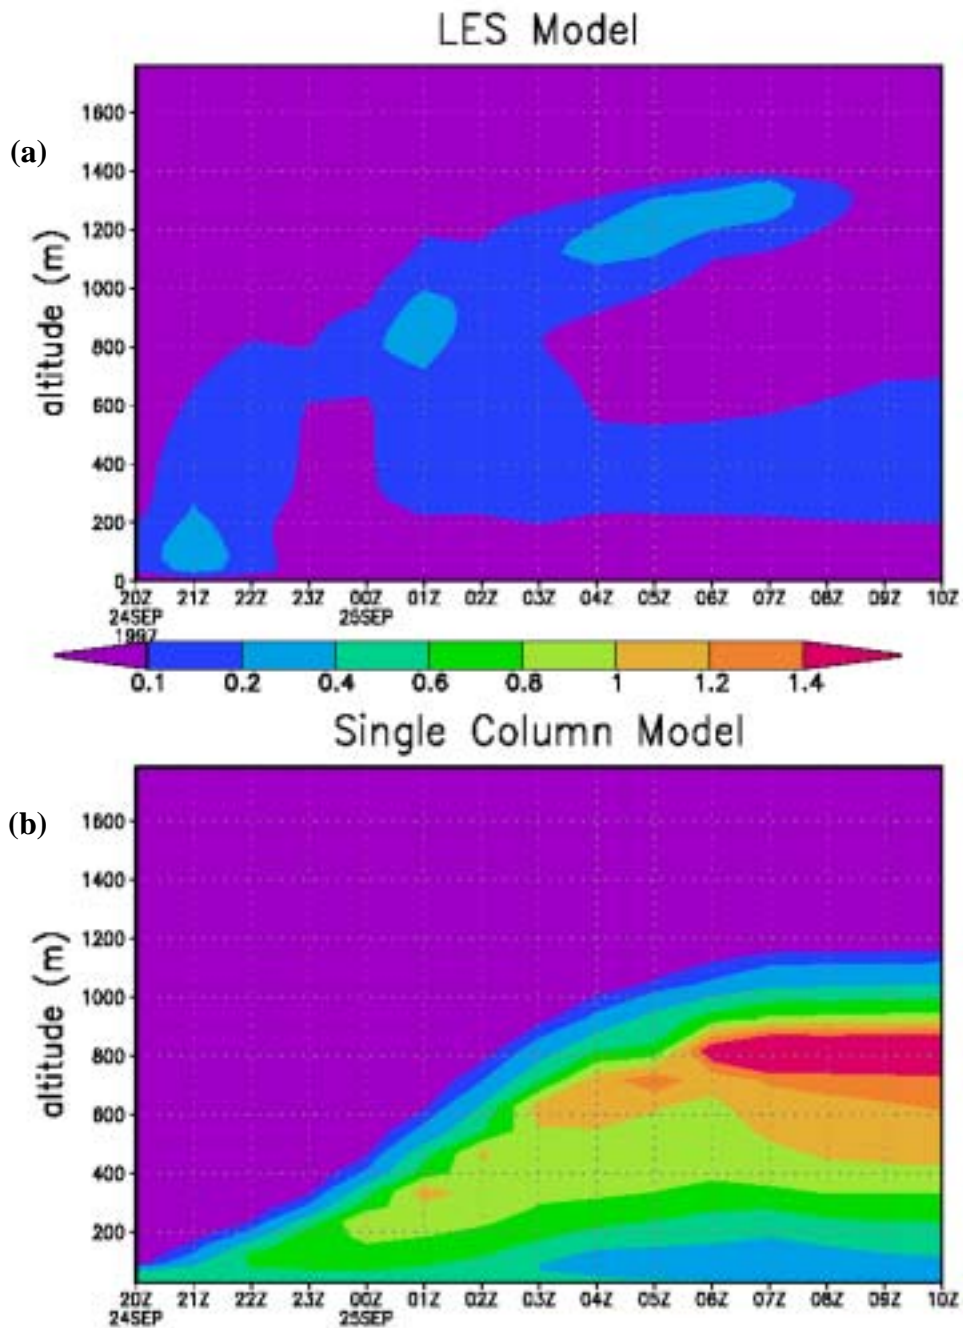 LES Model
(a)
altitude (m)
1600
1400
1200
1000
800
600
400
200
0
20Z 21Z 22Z 23Z 00Z 01Z 02Z 03Z 04Z 05Z 06Z 07Z 08Z 09Z 10Z
24SEP 25SEP
1997
0.1 0.2 0.4 0.6 0.8 1 1.2 1.4
Single Column Model
(b)
altitude (m)
1600
1400
1200
1000
800
600
400
200
20Z 21Z 22Z 23Z 00Z 01Z 02Z 03Z 04Z 05Z 06Z 07Z 08Z 09Z 10Z
24SEP 25SEP